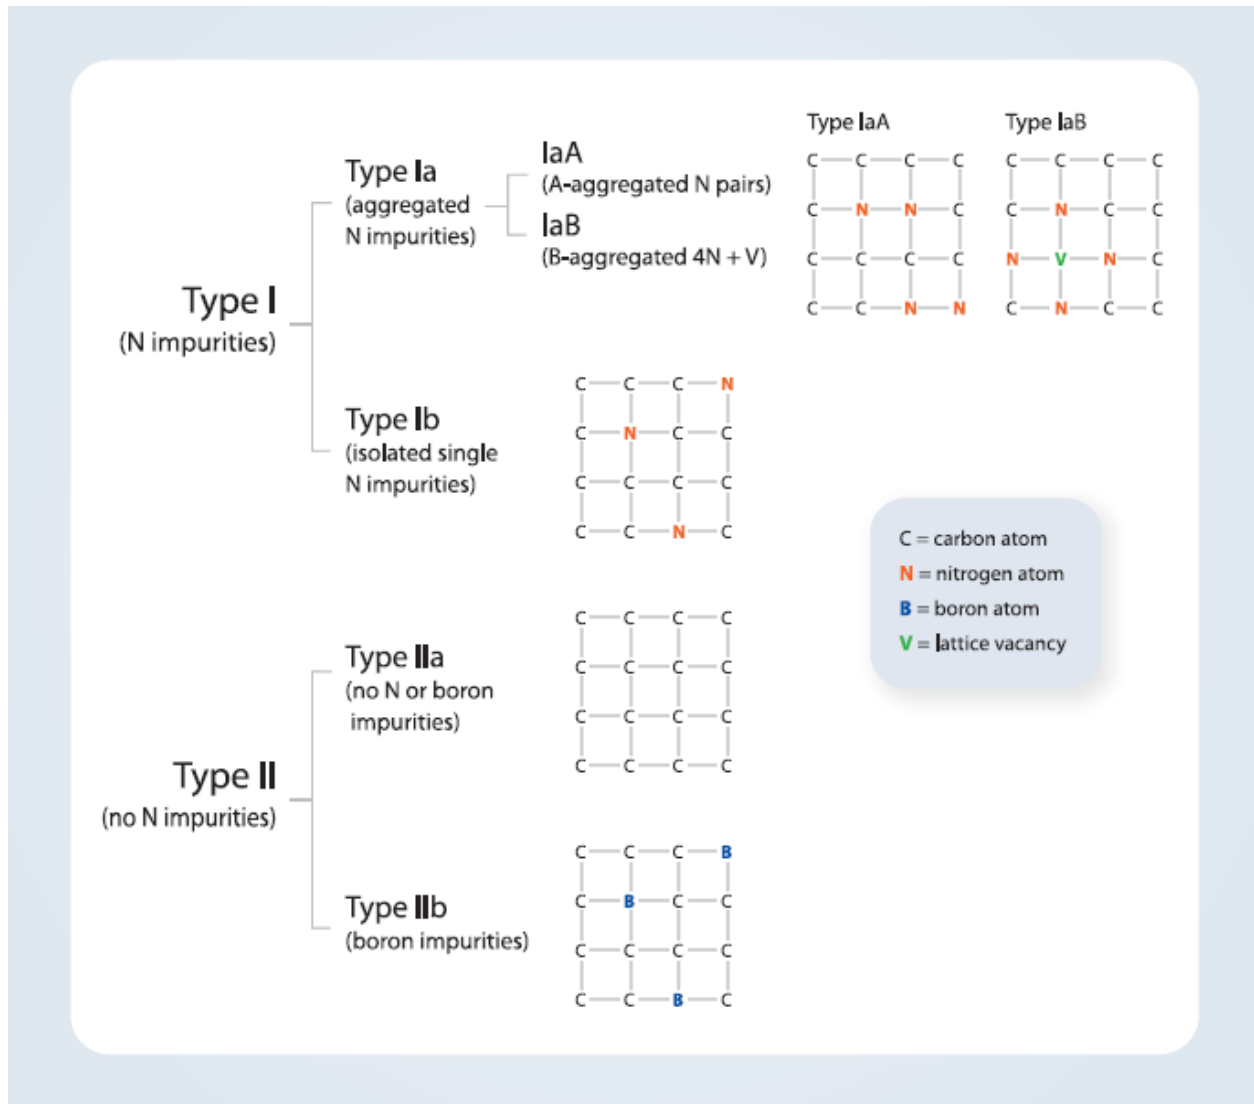 Type Ia
(aggregated
N impurities)
IaA
(A-aggregated N pairs)
IaB
(B-aggregated 4N + V)
Type IaA
C C C C
C N N C
C C C C
C C N N
Type IaB
C C C C
C N C C
N V N C
C N C C
Type I
(N impurities)
Type Ib
(isolated single
N impurities)
C C C N
C N C C
C C C C
C C N C
C = carbon atom
N = nitrogen atom
B = boron atom
V = lattice vacancy
Type IIa
(no N or boron
impurities)
C C C C
C C C C
C C C C
C C C C
Type II
(no N impurities)
Type IIb
(boron impurities)
C C C B
C B C C
C C C C
C C B C